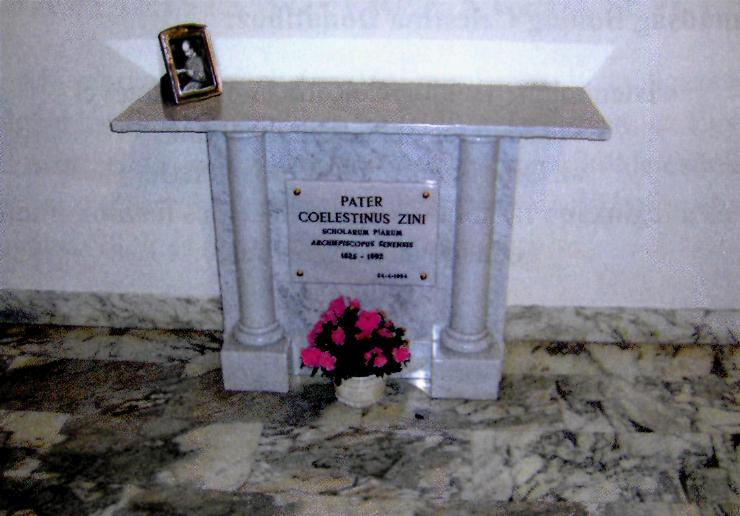 PATER
COELESTINUS ZINI
SCHOLARUM PIARUM
ARCHIEPISCOPUS SENENSIS
1825 - 1892